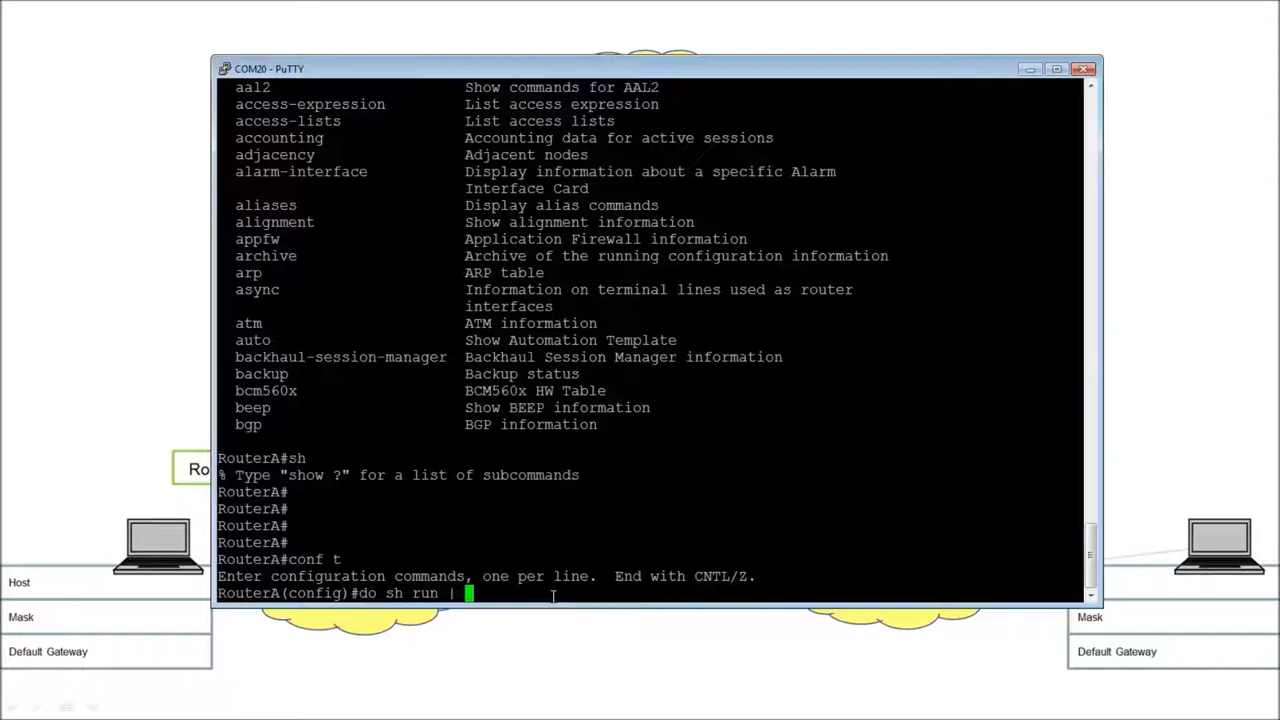 COM20 - PuTTY
aal2 Show commands for AAL2
access-expression List access expression
access-lists List access lists
accounting Accounting data for active sessions
adjacency Adjacent nodes
alarm-interface Display information about a specific Alarm
Interface Card
aliases Display alias commands
alignment Show alignment information
appfw Application Firewall information
archive Archive of the running configuration information
arp ARP table
async Information on terminal lines used as router
interfaces
atm ATM information
auto Show Automation Template
backhaul-session-manager Backhaul Session Manager information
backup Backup status
bcm560x BCM560x HW Table
beep Show BEEP information
bgp BGP information
RouterA#sh
% Type "show ?" for a list of subcommands
RouterA#
RouterA#
RouterA#
RouterA#
RouterA#conf t
Enter configuration commands, one per line. End with CNTL/Z.
RouterA(config)#do sh run |
Ro
Host
Mask
Default Gateway
Mask
Default Gateway